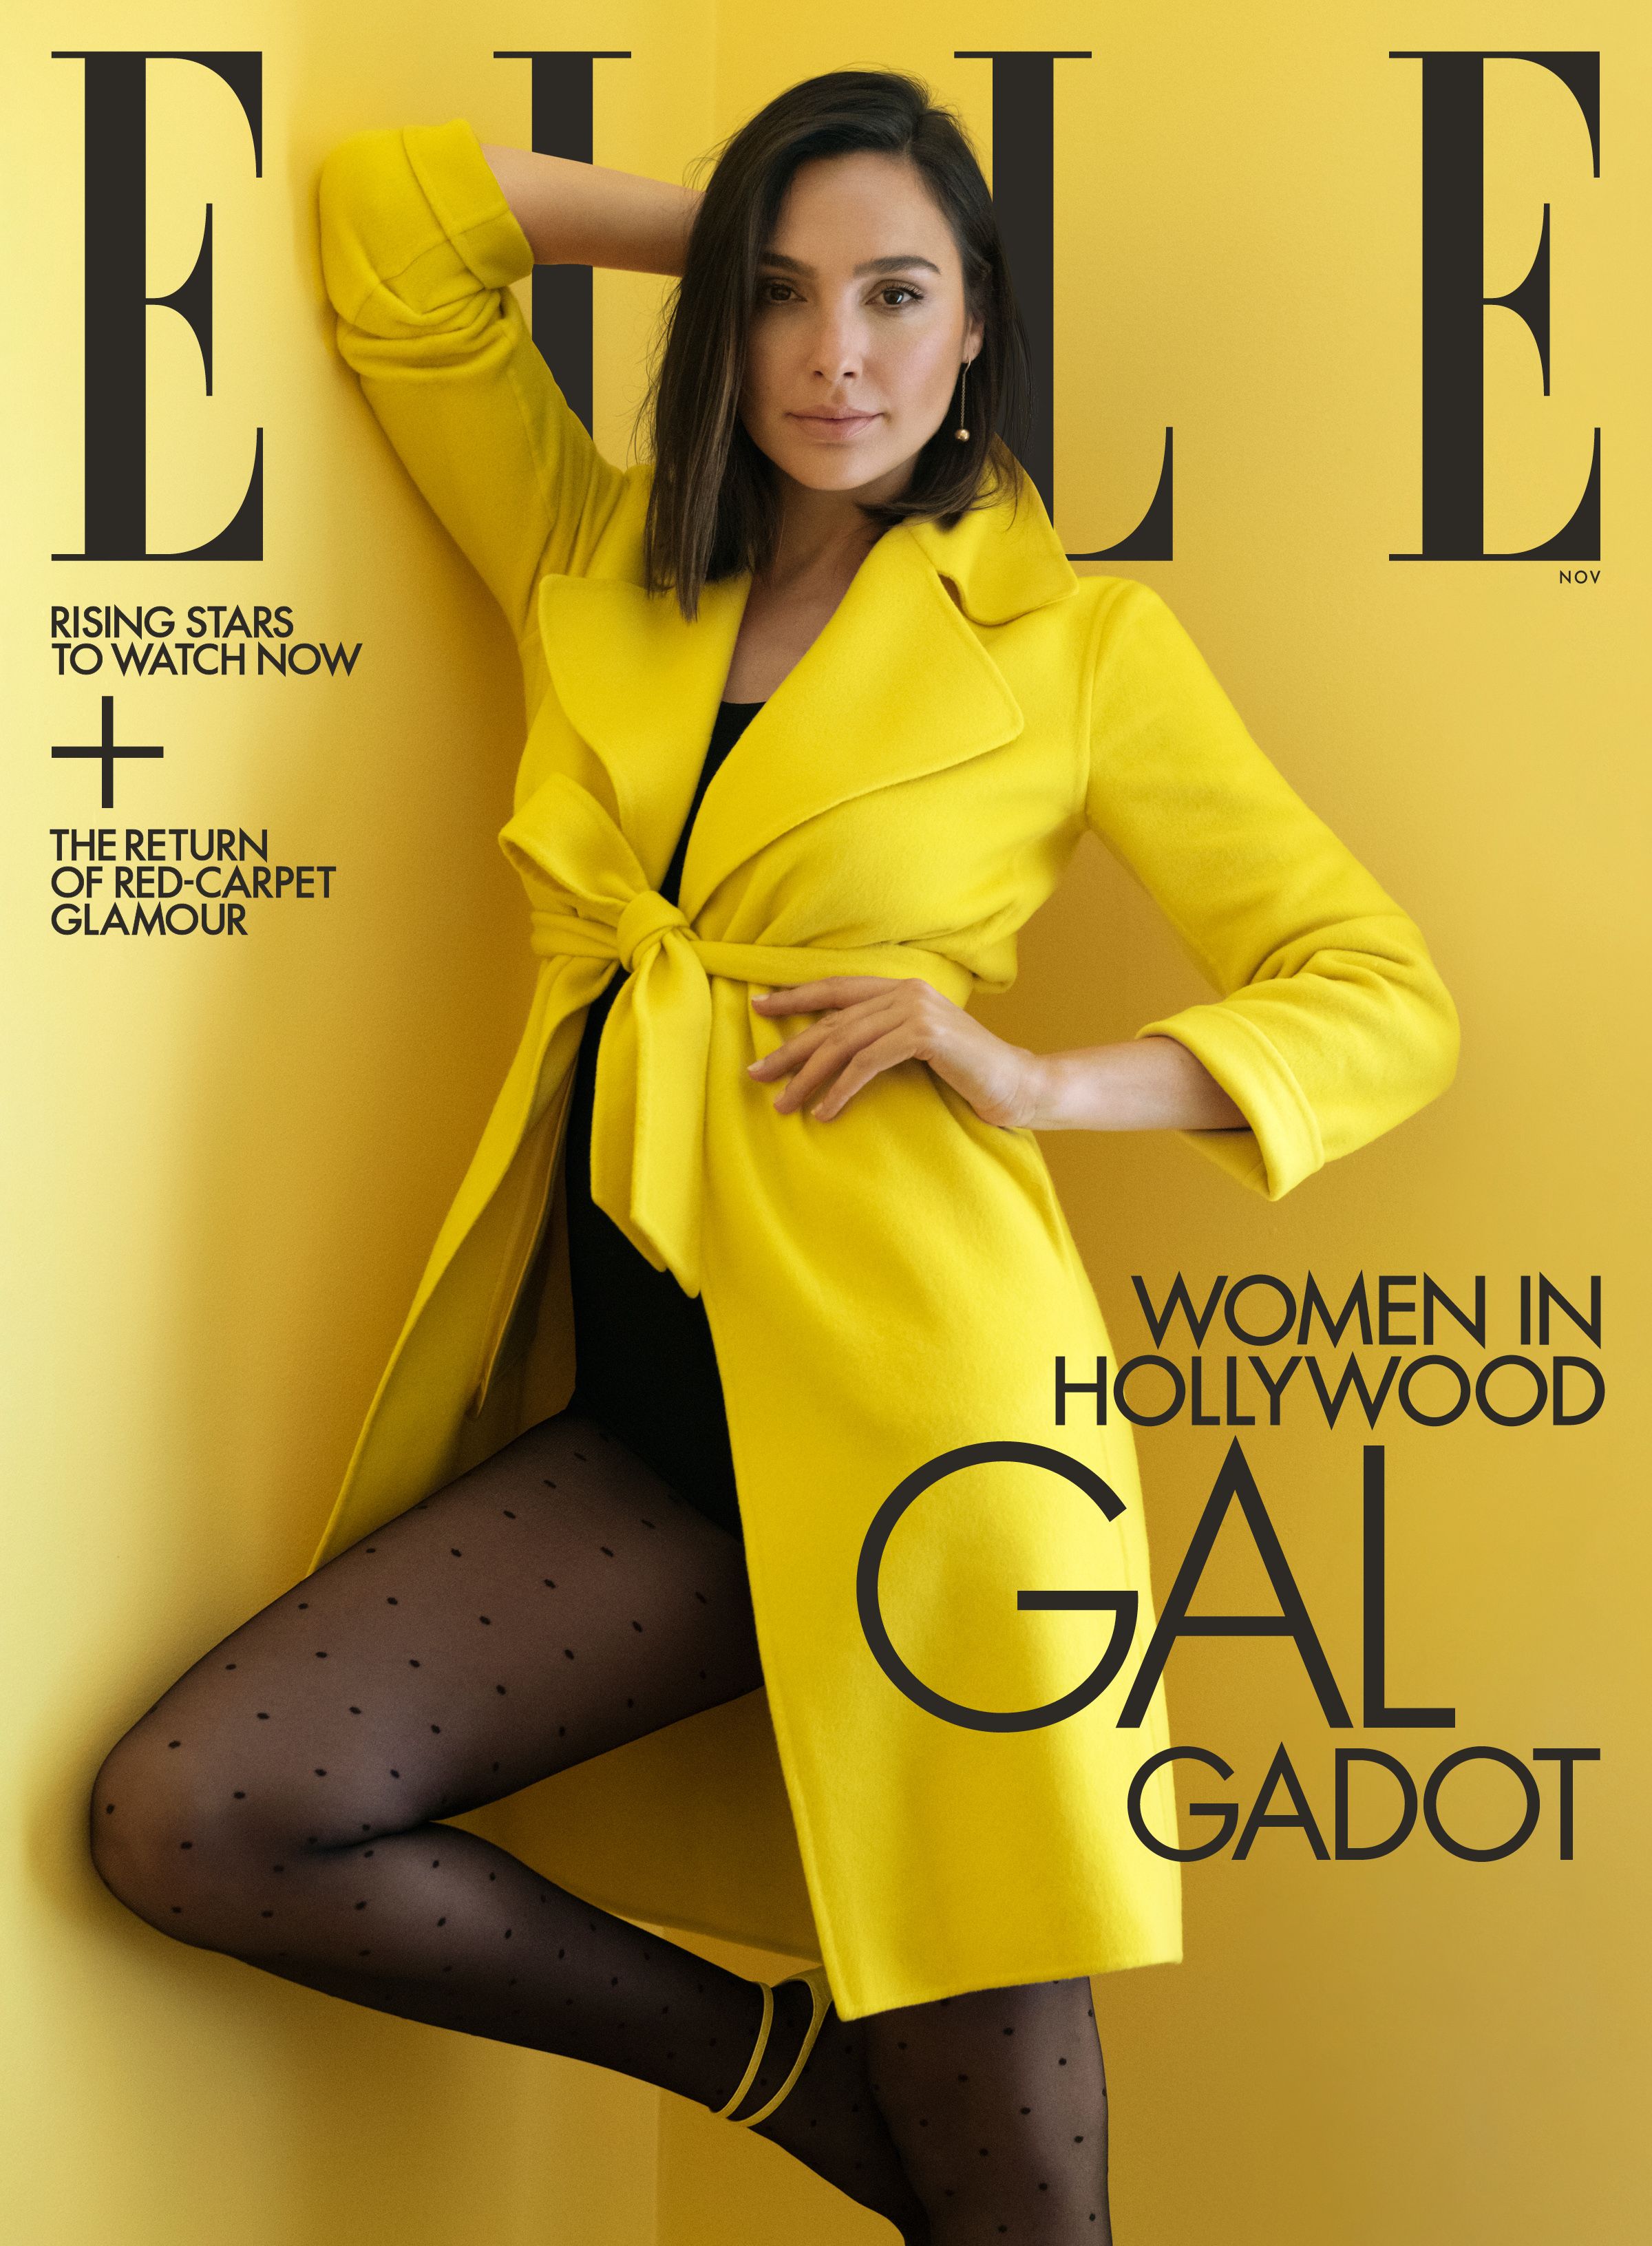 ELLE
NOV
RISING STARS
TO WATCH NOW
+
THE RETURN
OF RED-CARPET
GLAMOUR
WOMEN IN
HOLLYWOOD
GAL
GADOT